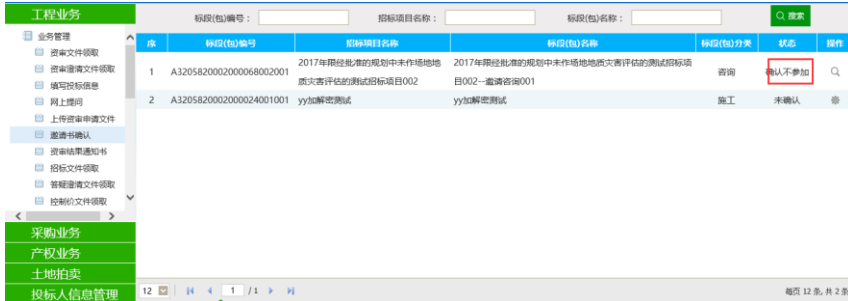 工程业务
标段(包)编号：
招标项目名称：
标段(包)名称：
搜索
业务管理
资审文件领取
资审澄清文件领取
填写投标信息
网上提问
上传资审申请文件
邀请书确认
资审结果通知书
招标文件领取
答疑澄清文件领取
控制价文件领取
采购业务
产权业务
土地拍卖
投标人信息管理
序 标段(包)编号 招标项目名称 标段(包)名称 标段(包)分类 状态 操作
1 A3205820002000068002001 2017年限经批准的规划中未作场地地质灾害评估的测试招标项目002 2017年限经批准的规划中未作场地地质灾害评估的测试招标项目002--邀请咨询001 咨询 确认不参加
2 A3205820002000024001001 yy加解密测试 yy加解密测试 施工 未确认
12 1 / 1 每页 12 条, 共 2 条